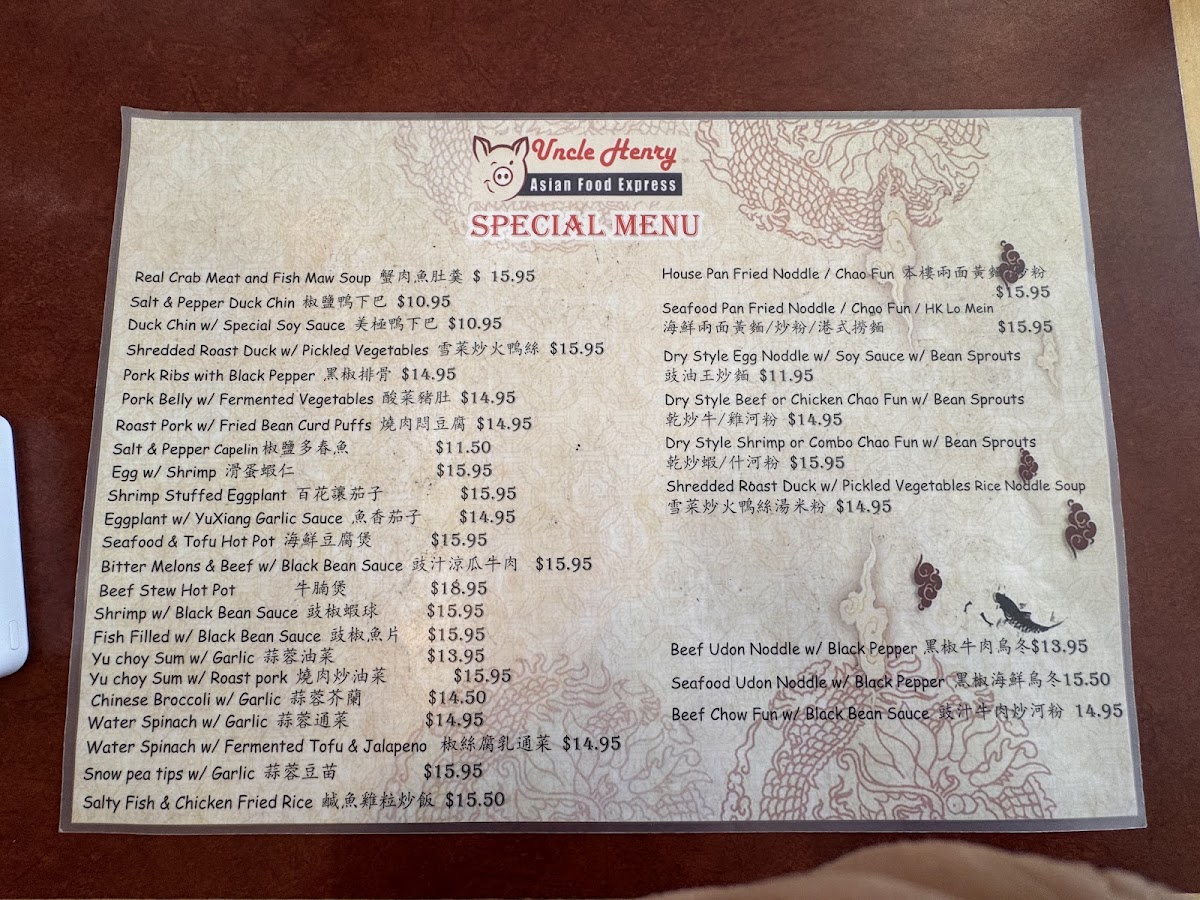 Uncle Henry
Asian Food Express
SPECIAL MENU
Real Crab Meat and Fish Maw Soup 蟹肉魚肚羹 $ 15.95
Salt & Pepper Duck Chin 椒鹽鴨下巴 $10.95
Duck Chin w/ Special Soy Sauce 美極鴨下巴 $10.95
Shredded Roast Duck w/ Pickled Vegetables 雪菜炒火鴨絲 $15.95
Pork Ribs with Black Pepper 黑椒排骨 $14.95
Pork Belly w/ Fermented Vegetables 酸菜豬肚 $14.95
Roast Pork w/ Fried Bean Curd Puffs 燒肉悶豆腐 $14.95
Salt & Pepper Capelin 椒鹽多春魚 $11.50
Egg w/ Shrimp 滑蛋蝦仁 $15.95
Shrimp Stuffed Eggplant 百花讓茄子 $15.95
Eggplant w/ YuXiang Garlic Sauce 魚香茄子 $14.95
Seafood & Tofu Hot Pot 海鮮豆腐煲 $15.95
Bitter Melons & Beef w/ Black Bean Sauce 豉汁涼瓜牛肉 $15.95
Beef Stew Hot Pot 牛腩煲 $18.95
Shrimp w/ Black Bean Sauce 豉椒蝦球 $15.95
Fish Filled w/ Black Bean Sauce 豉椒魚片 $15.95
Yu choy Sum w/ Garlic 蒜蓉油菜 $13.95
Yu choy Sum w/ Roast pork 燒肉炒油菜 $15.95
Chinese Broccoli w/ Garlic 蒜蓉芥蘭 $14.50
Water Spinach w/ Garlic 蒜蓉通菜 $14.95
Water Spinach w/ Fermented Tofu & Jalapeno 椒絲腐乳通菜 $14.95
Snow pea tips w/ Garlic 蒜蓉豆苗 $15.95
Salty Fish & Chicken Fried Rice 鹹魚雞粒炒飯 $15.50
House Pan Fried Noddle / Chao Fun 本樓兩面黃麵/炒粉
$15.95
Seafood Pan Fried Noddle / Chao Fun / HK Lo Mein
海鮮兩面黃麵/炒粉/港式撈麵 $15.95
Dry Style Egg Noddle w/ Soy Sauce w/ Bean Sprouts
豉油王炒麵 $11.95
Dry Style Beef or Chicken Chao Fun w/ Bean Sprouts
乾炒牛/雞河粉 $14.95
Dry Style Shrimp or Combo Chao Fun w/ Bean Sprouts
乾炒蝦/什河粉 $15.95
Shredded Roast Duck w/ Pickled Vegetables Rice Noddle Soup
雪菜炒火鴨絲湯米粉 $14.95
Beef Udon Noddle w/ Black Pepper 黑椒牛肉烏冬$13.95
Seafood Udon Noddle w/ Black Pepper 黑椒海鮮烏冬15.50
Beef Chow Fun w/ Black Bean Sauce 豉汁牛肉炒河粉 14.95